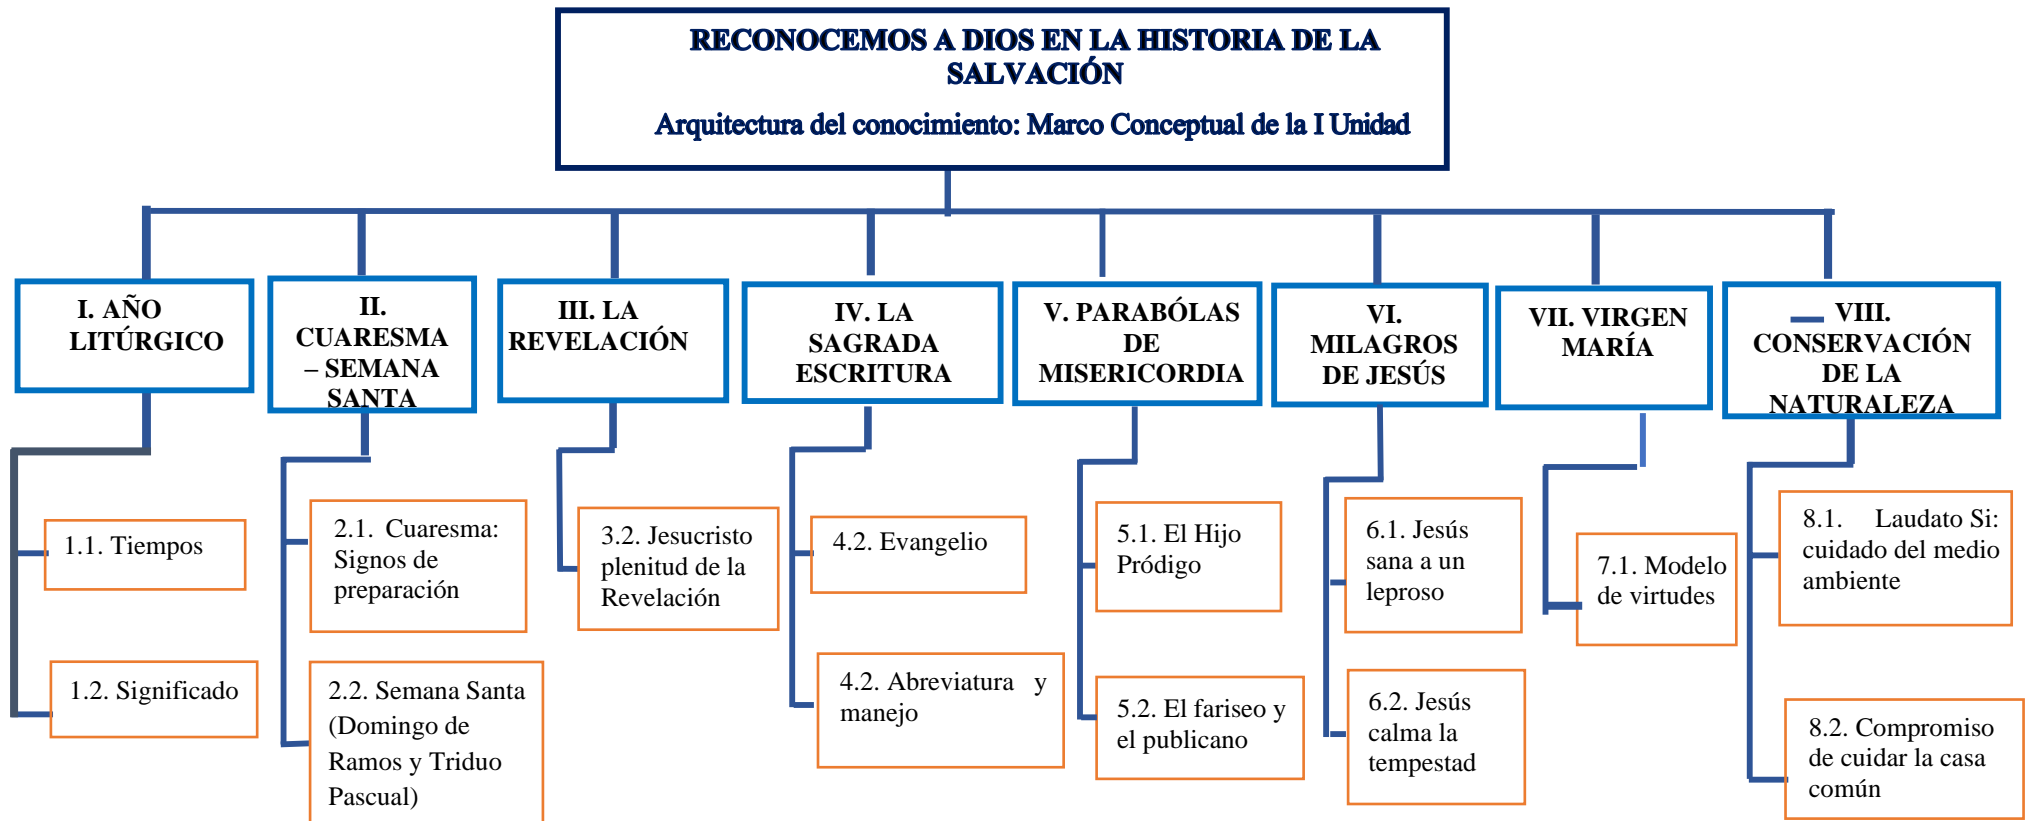 RECONOCEMOS A DIOS EN LA HISTORIA DE LA
SALVACIÓN
Arquitectura del conocimiento: Marco Conceptual de la I Unidad
I. AÑO
LITÚRGICO
II.
CUARESMA
– SEMANA
SANTA
III. LA
REVELACIÓN
IV. LA
SAGRADA
ESCRITURA
V. PARABÓLAS
DE
MISERICORDIA
VI.
MILAGROS
DE JESÚS
VII. VIRGEN
MARÍA
VIII.
CONSERVACIÓN
DE LA
NATURALEZA
1.1. Tiempos
1.2. Significado
2.1. Cuaresma:
Signos de
preparación
2.2. Semana Santa
(Domingo de
Ramos y Triduo
Pascual)
3.2. Jesucristo
plenitud de la
Revelación
4.2. Evangelio
4.2. Abreviatura y
manejo
5.1. El Hijo
Pródigo
5.2. El fariseo y
el publicano
6.1. Jesús
sana a un
leproso
6.2. Jesús
calma la
tempestad
7.1. Modelo
de virtudes
8.1. Laudato Si:
cuidado del medio
ambiente
8.2. Compromiso
de cuidar la casa
común